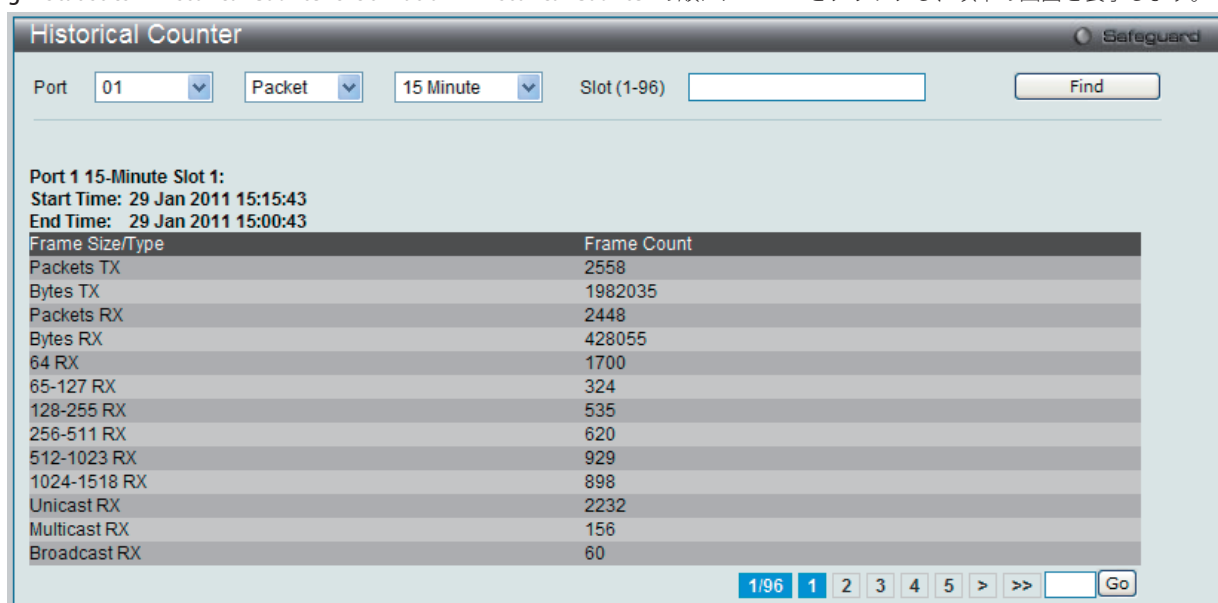 Historical Counter
Safeguard
Port 01 Packet 15 Minute Slot (1-96) Find
Port 1 15-Minute Slot 1:
Start Time: 29 Jan 2011 15:15:43
End Time: 29 Jan 2011 15:00:43
Frame Size/Type Frame Count
Packets TX 2558
Bytes TX 1982035
Packets RX 2448
Bytes RX 428055
64 RX 1700
65-127 RX 324
128-255 RX 535
256-511 RX 620
512-1023 RX 929
1024-1518 RX 898
Unicast RX 2232
Multicast RX 156
Broadcast RX 60
1/96 1 2 3 4 5 > >> Go